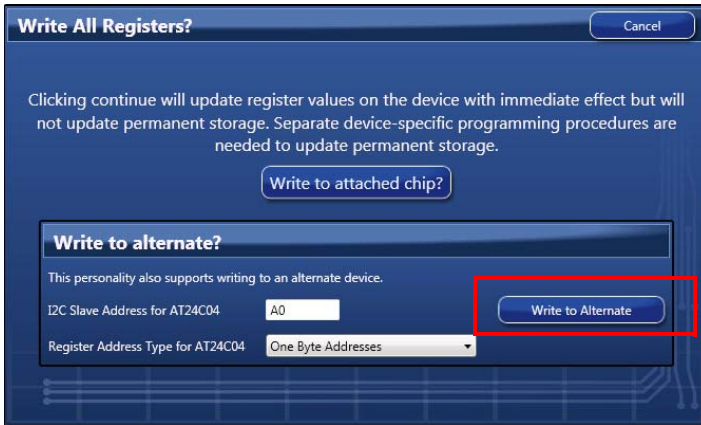 Write All Registers?
Cancel
Clicking continue will update register values on the device with immediate effect but will
not update permanent storage. Separate device-specific programming procedures are
needed to update permanent storage.
Write to attached chip?
Write to alternate?
This personality also supports writing to an alternate device.
I2C Slave Address for AT24C04
A0
Write to Alternate
Register Address Type for AT24C04
One Byte Addresses